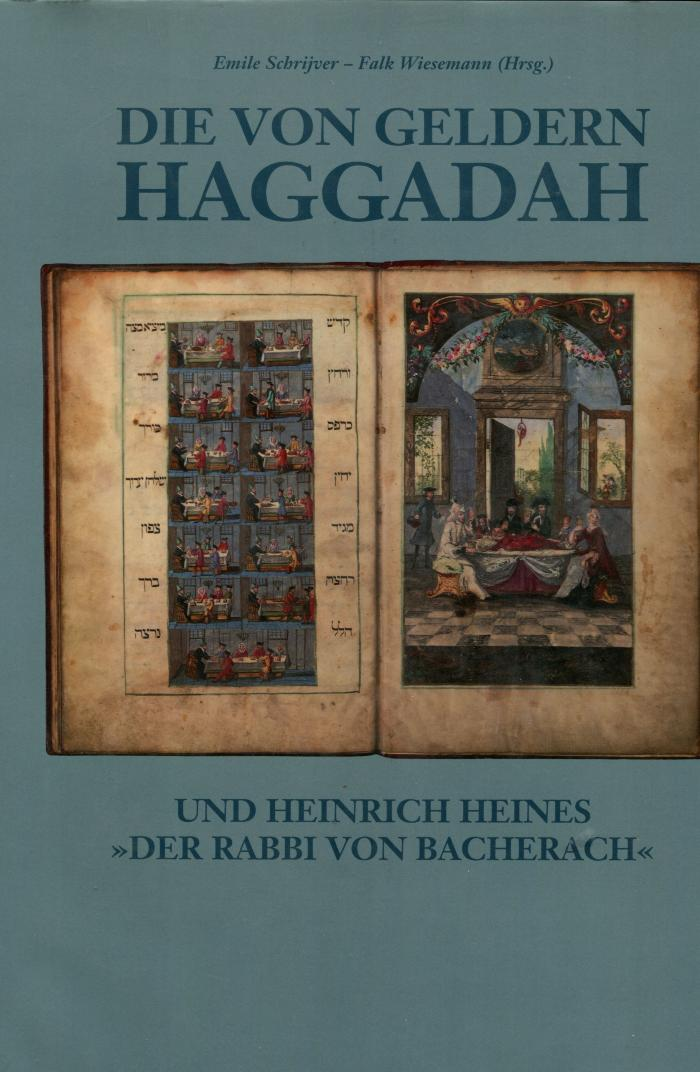 Emile Schrijver – Falk Wiesemann (Hrsg.)
DIE VON GELDERN
HAGGADAH
קדש
ורחץ
כרפס
יחץ
מגיד
רחצה
הלל
מוציא מצה
מרור
כורך
שלחן עורך
צפון
ברך
נרצה
UND HEINRICH HEINES
»DER RABBI VON BACHERACH«